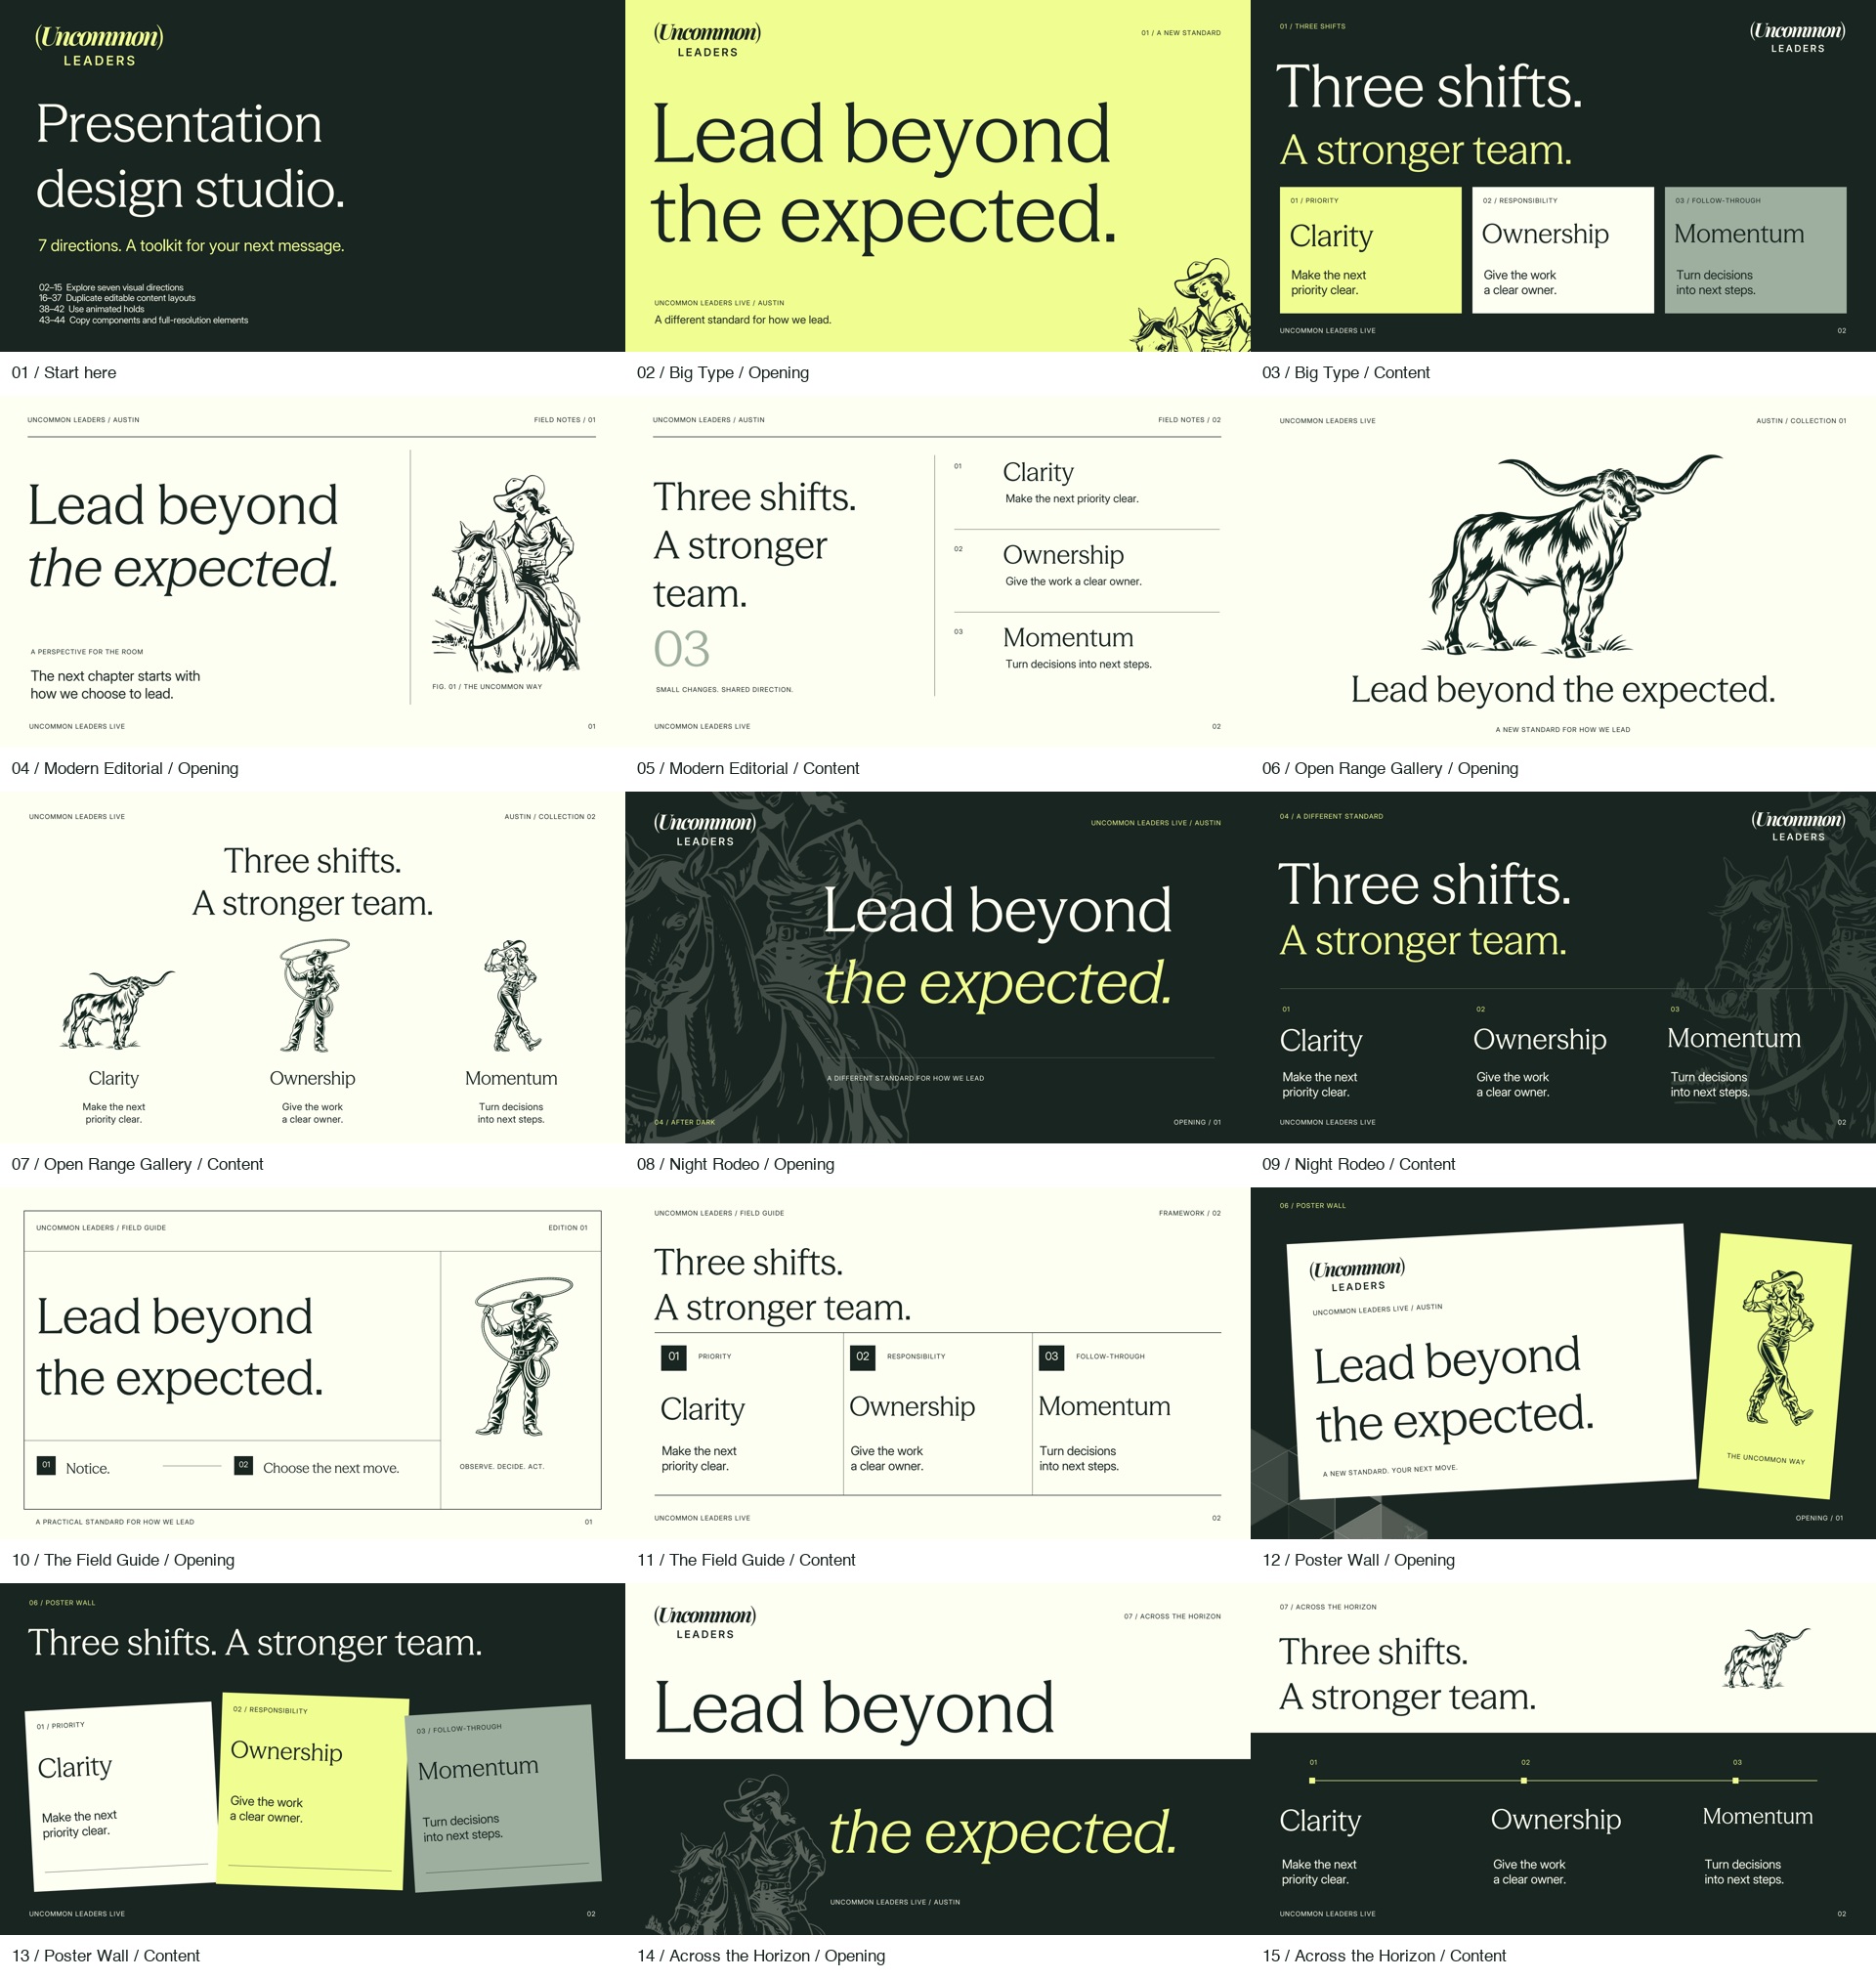 (Uncommon)
LEADERS
Presentation
design studio.
7 directions. A toolkit for your next message.
02–15 Explore seven visual directions
16–37 Duplicate editable content layouts
38–42 Use animated holds
43–44 Copy components and full-resolution elements
01 / Start here
(Uncommon)
LEADERS
01 / A NEW STANDARD
Lead beyond
the expected.
UNCOMMON LEADERS LIVE / AUSTIN
A different standard for how we lead.
02 / Big Type / Opening
01 / THREE SHIFTS
(Uncommon)
LEADERS
Three shifts.
A stronger team.
01 / PRIORITY
Clarity
Make the next
priority clear.
02 / RESPONSIBILITY
Ownership
Give the work
a clear owner.
03 / FOLLOW-THROUGH
Momentum
Turn decisions
into next steps.
UNCOMMON LEADERS LIVE
02
03 / Big Type / Content
UNCOMMON LEADERS / AUSTIN
FIELD NOTES / 01
Lead beyond
the expected.
A PERSPECTIVE FOR THE ROOM
The next chapter starts with
how we choose to lead.
FIG. 01 / THE UNCOMMON WAY
UNCOMMON LEADERS LIVE
01
04 / Modern Editorial / Opening
UNCOMMON LEADERS / AUSTIN
FIELD NOTES / 02
Three shifts.
A stronger
team.
03
SMALL CHANGES. SHARED DIRECTION.
01
Clarity
Make the next priority clear.
02
Ownership
Give the work a clear owner.
03
Momentum
Turn decisions into next steps.
UNCOMMON LEADERS LIVE
02
05 / Modern Editorial / Content
UNCOMMON LEADERS LIVE
AUSTIN / COLLECTION 01
Lead beyond the expected.
A NEW STANDARD FOR HOW WE LEAD
06 / Open Range Gallery / Opening
UNCOMMON LEADERS LIVE
AUSTIN / COLLECTION 02
Three shifts.
A stronger team.
Clarity
Make the next
priority clear.
Ownership
Give the work
a clear owner.
Momentum
Turn decisions
into next steps.
07 / Open Range Gallery / Content
(Uncommon)
LEADERS
UNCOMMON LEADERS LIVE / AUSTIN
Lead beyond
the expected.
A DIFFERENT STANDARD FOR HOW WE LEAD
04 / AFTER DARK
OPENING / 01
08 / Night Rodeo / Opening
04 / A DIFFERENT STANDARD
(Uncommon)
LEADERS
Three shifts.
A stronger team.
01
Clarity
Make the next
priority clear.
02
Ownership
Give the work
a clear owner.
03
Momentum
Turn decisions
into next steps.
UNCOMMON LEADERS LIVE
02
09 / Night Rodeo / Content
UNCOMMON LEADERS / FIELD GUIDE
EDITION 01
Lead beyond
the expected.
01 Notice.
02 Choose the next move.
OBSERVE. DECIDE. ACT.
A PRACTICAL STANDARD FOR HOW WE LEAD
01
10 / The Field Guide / Opening
UNCOMMON LEADERS / FIELD GUIDE
FRAMEWORK / 02
Three shifts.
A stronger team.
01 PRIORITY
Clarity
Make the next
priority clear.
02 RESPONSIBILITY
Ownership
Give the work
a clear owner.
03 FOLLOW-THROUGH
Momentum
Turn decisions
into next steps.
UNCOMMON LEADERS LIVE
02
11 / The Field Guide / Content
06 / POSTER WALL
(Uncommon)
LEADERS
UNCOMMON LEADERS LIVE / AUSTIN
Lead beyond
the expected.
A NEW STANDARD. YOUR NEXT MOVE.
THE UNCOMMON WAY
OPENING / 01
12 / Poster Wall / Opening
06 / POSTER WALL
Three shifts. A stronger team.
01 / PRIORITY
Clarity
Make the next
priority clear.
02 / RESPONSIBILITY
Ownership
Give the work
a clear owner.
03 / FOLLOW-THROUGH
Momentum
Turn decisions
into next steps.
UNCOMMON LEADERS LIVE
02
13 / Poster Wall / Content
(Uncommon)
LEADERS
07 / ACROSS THE HORIZON
Lead beyond
the expected.
UNCOMMON LEADERS LIVE / AUSTIN
14 / Across the Horizon / Opening
07 / ACROSS THE HORIZON
Three shifts.
A stronger team.
01
Clarity
Make the next
priority clear.
02
Ownership
Give the work
a clear owner.
03
Momentum
Turn decisions
into next steps.
UNCOMMON LEADERS LIVE
02
15 / Across the Horizon / Content